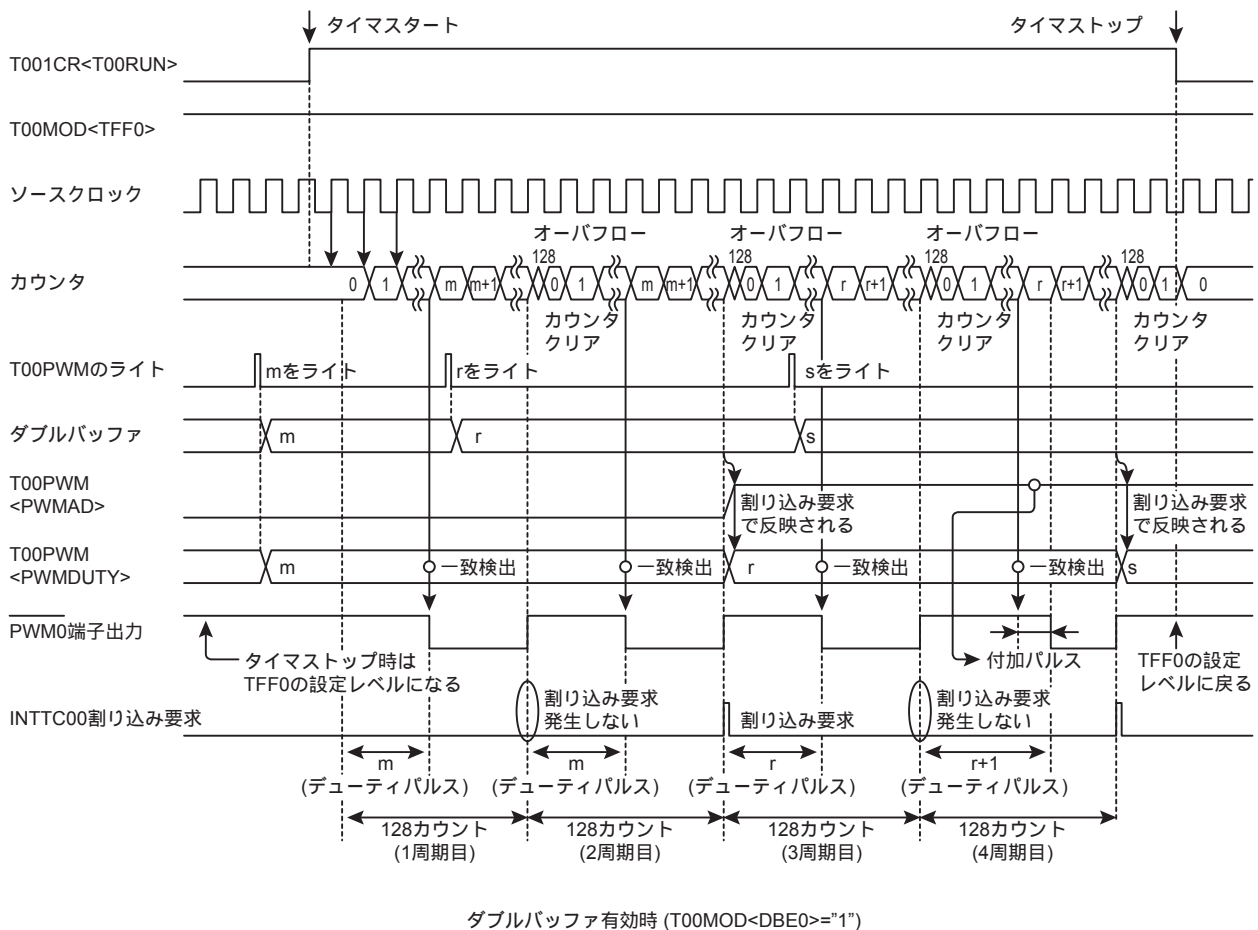 タイマスタート
タイマストップ
T001CR<T00RUN>
T00MOD<TFF0>
ソースクロック
オーバフロー オーバフロー オーバフロー
128 128 128 128
カウンタ 0 1 m m+1 0 1 m m+1 0 1 r r+1 0 1 r r+1 0 1 0
カウンタ クリア
カウンタ クリア
カウンタ クリア
カウンタ クリア
T00PWMのライト mをライト rをライト sをライト
ダブルバッファ m r s
T00PWM
<PWMAD>
割り込み要求
で反映される
割り込み要求
で反映される
T00PWM
<PWMDUTY>
m 一致検出 一致検出 r 一致検出 一致検出 s
PWM0端子出力
タイマストップ時は
TFF0の設定レベルになる
付加パルス
TFF0の設定
レベルに戻る
INTTC00割り込み要求
割り込み要求
発生しない
割り込み要求
割り込み要求
発生しない
m m r r+1
(デューティパルス) (デューティパルス) (デューティパルス) (デューティパルス)
128カウント 128カウント 128カウント 128カウント
(1周期目) (2周期目) (3周期目) (4周期目)
ダブルバッファ有効時 (T00MOD<DBE0>="1")